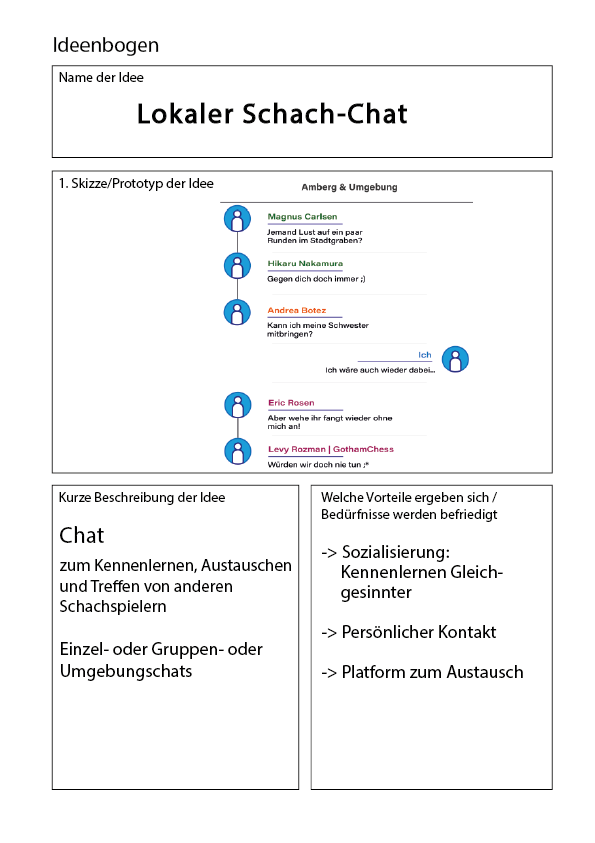 Ideenbogen
Name der Idee
Lokaler Schach-Chat
1. Skizze/Prototyp der Idee
Amberg & Umgebung
Magnus Carlsen
Jemand Lust auf ein paar
Runden im Stadtgraben?
Hikaru Nakamura
Gegen dich doch immer ;)
Andrea Botez
Kann ich meine Schwester
mitbringen?
Ich
Ich wäre auch wieder dabei...
Eric Rosen
Aber wehe ihr fangt wieder ohne
mich an!
Levy Rozman | GothamChess
Würden wir doch nie tun ;*
Kurze Beschreibung der Idee
Chat
zum Kennenlernen, Austauschen
und Treffen von anderen
Schachspielern
Einzel- oder Gruppen- oder
Umgebungschats
Welche Vorteile ergeben sich /
Bedürfnisse werden befriedigt
-> Sozialisierung:
Kennenlernen Gleich-
gesinnter
-> Persönlicher Kontakt
-> Platform zum Austausch